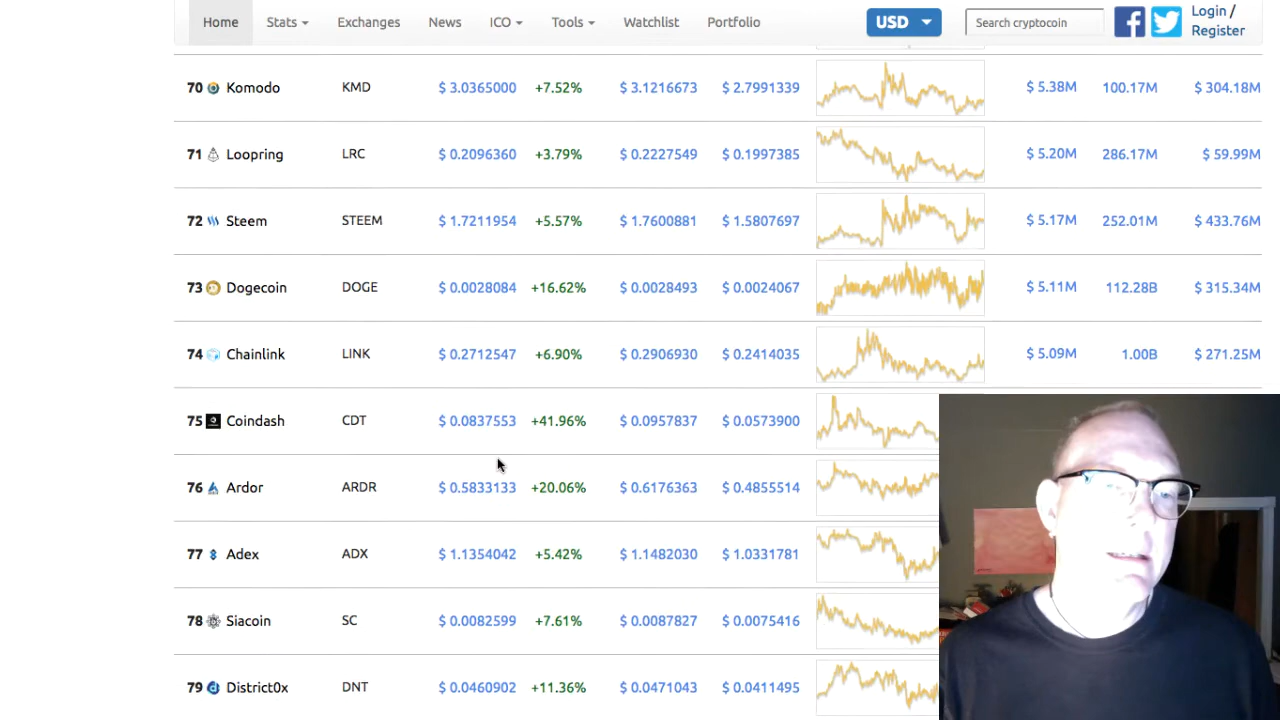 Home Stats Exchanges News ICO Tools Watchlist Portfolio USD Search cryptocoin Login /
Register
70 Komodo KMD $ 3.0365000 +7.52% $ 3.1216673 $ 2.7991339 $ 5.38M 100.17M $ 304.18M
71 Loopring LRC $ 0.2096360 +3.79% $ 0.2227549 $ 0.1997385 $ 5.20M 286.17M $ 59.99M
72 Steem STEEM $ 1.7211954 +5.57% $ 1.7600881 $ 1.5807697 $ 5.17M 252.01M $ 433.76M
73 Dogecoin DOGE $ 0.0028084 +16.62% $ 0.0028493 $ 0.0024067 $ 5.11M 112.28B $ 315.34M
74 Chainlink LINK $ 0.2712547 +6.90% $ 0.2906930 $ 0.2414035 $ 5.09M 1.00B $ 271.25M
75 Coindash CDT $ 0.0837553 +41.96% $ 0.0957837 $ 0.0573900
76 Ardor ARDR $ 0.5833133 +20.06% $ 0.6176363 $ 0.4855514
77 Adex ADX $ 1.1354042 +5.42% $ 1.1482030 $ 1.0331781
78 Siacoin SC $ 0.0082599 +7.61% $ 0.0087827 $ 0.0075416
79 District0x DNT $ 0.0460902 +11.36% $ 0.0471043 $ 0.0411495